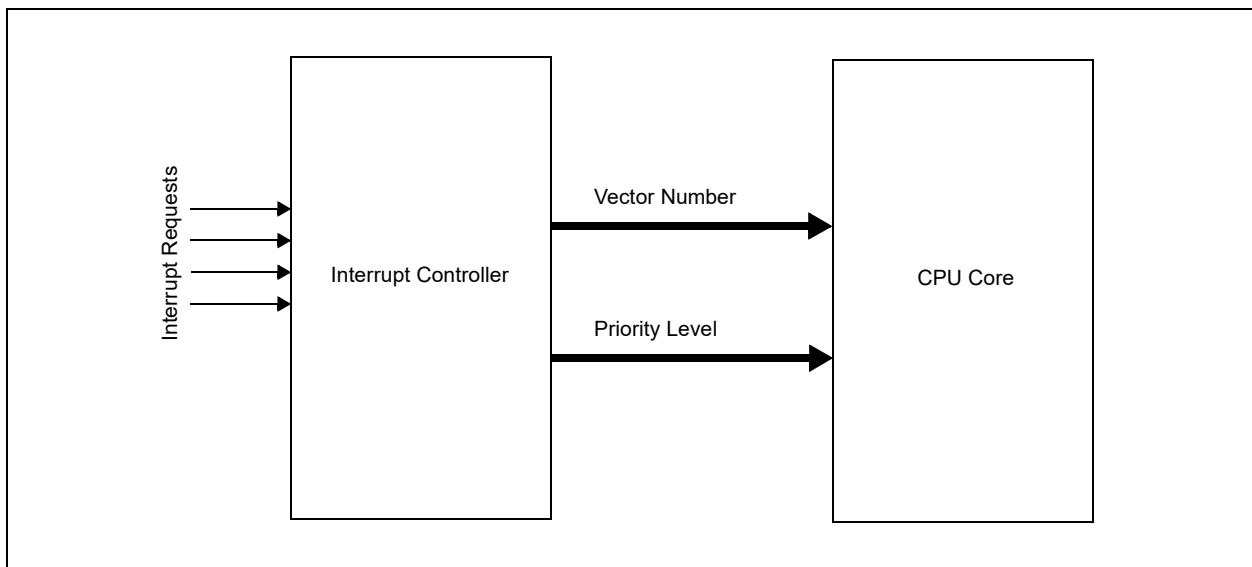 Interrupt Requests
Interrupt Controller
Vector Number
Priority Level
CPU Core